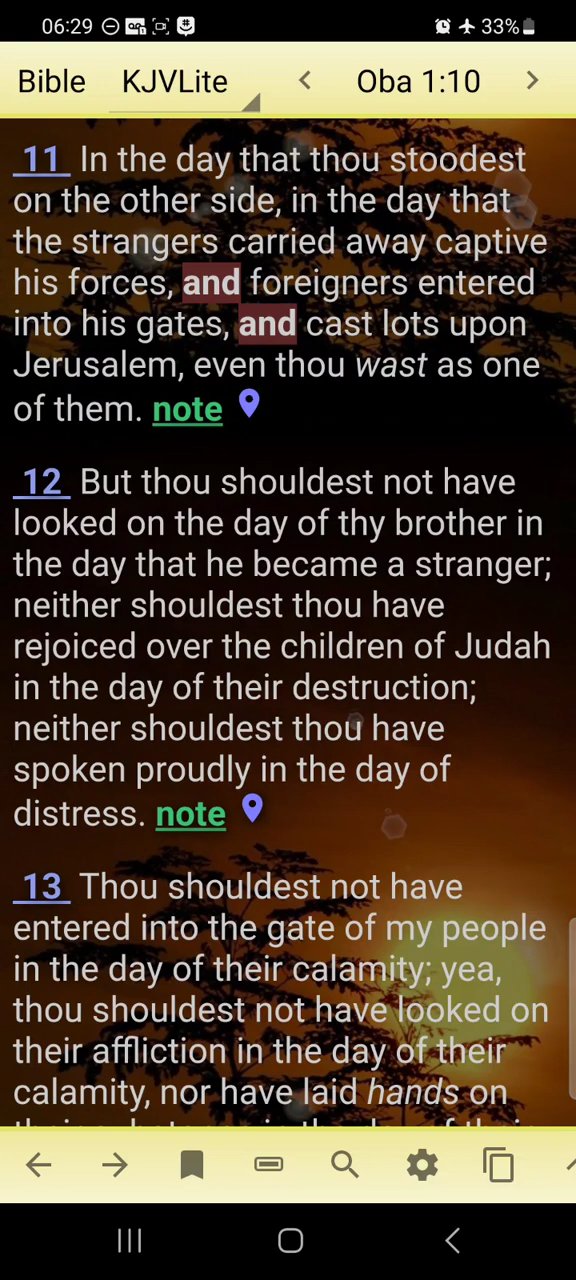 06:29 33%
Bible KJVLite Oba 1:10
11 In the day that thou stoodest
on the other side, in the day that
the strangers carried away captive
his forces, and foreigners entered
into his gates, and cast lots upon
Jerusalem, even thou wast as one
of them. note
12 But thou shouldest not have
looked on the day of thy brother in
the day that he became a stranger;
neither shouldest thou have
rejoiced over the children of Judah
in the day of their destruction;
neither shouldest thou have
spoken proudly in the day of
distress. note
13 Thou shouldest not have
entered into the gate of my people
in the day of their calamity; yea,
thou shouldest not have looked on
their affliction in the day of their
calamity, nor have laid hands on